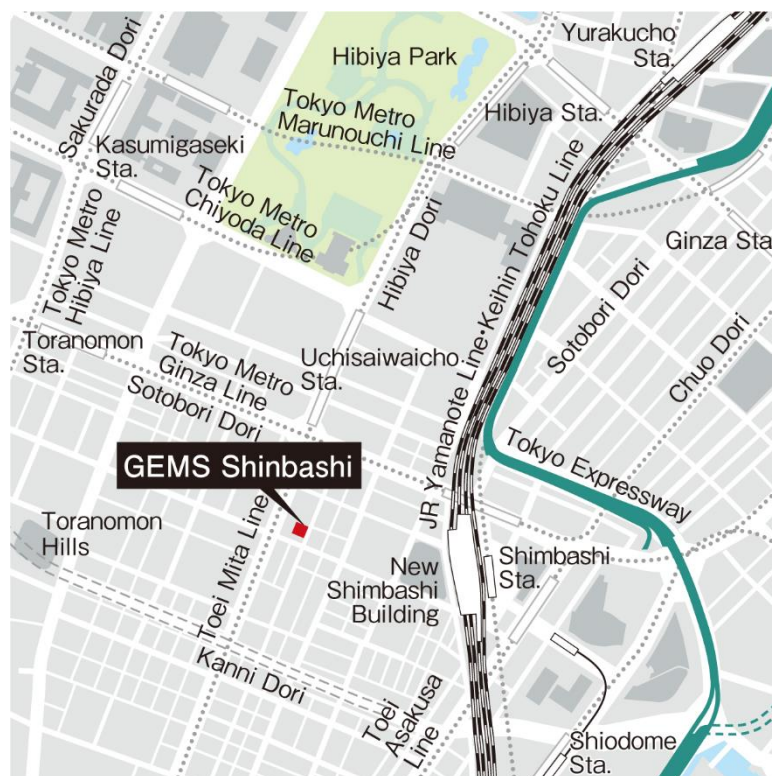 Yurakucho
Sta.
Hibiya Park
Sakurada Dori
Tokyo Metro
Marunouchi Line
Hibiya Sta.
Kasumigaseki
Sta.
Tokyo Metro
Chiyoda Line
Tokyo Metro
Hibiya Line
Hibiya Dori
JR Yamanote Line·Keihin Tohoku Line
Ginza Sta
Sotobori Dori
Chuo Dori
Toranomon
Sta.
Tokyo Metro
Ginza Line
Sotobori Dori
Uchisaiwaicho.
Sta.
Tokyo Expressway
GEMS Shinbashi
Toranomon
Hills
Toei Mita Line
New
Shimbashi
Building
Shimbashi
Sta.
Kanni Dori
Toei
Asakusa
Line
Shiodome
Sta.